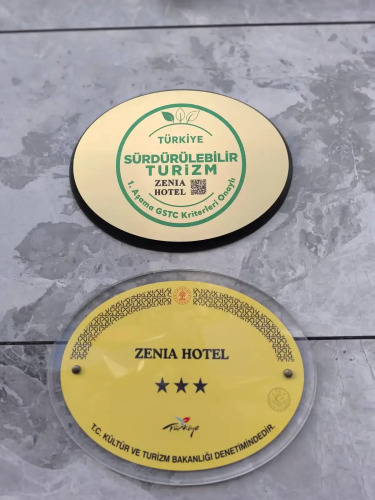 TÜRKİYE
SÜRDÜRÜLEBİLİR
TURİZM
ZENIA
HOTEL
1. Aşama GSTC Kriterleri Onaylı
ZENIA HOTEL
Türkiye
T.C. KÜLTÜR VE TURİZM BAKANLIĞI DENETİMİNDEDİR.